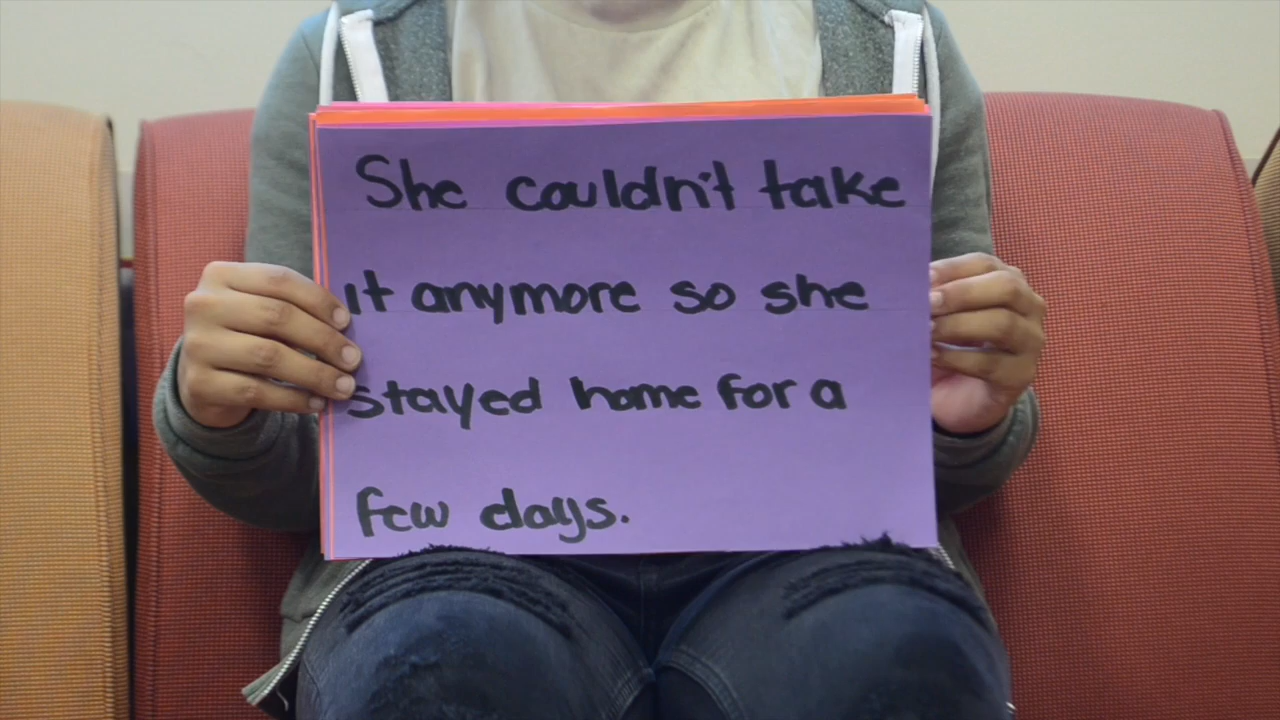 She couldn't take
it anymore so she
stayed home for a
few days.